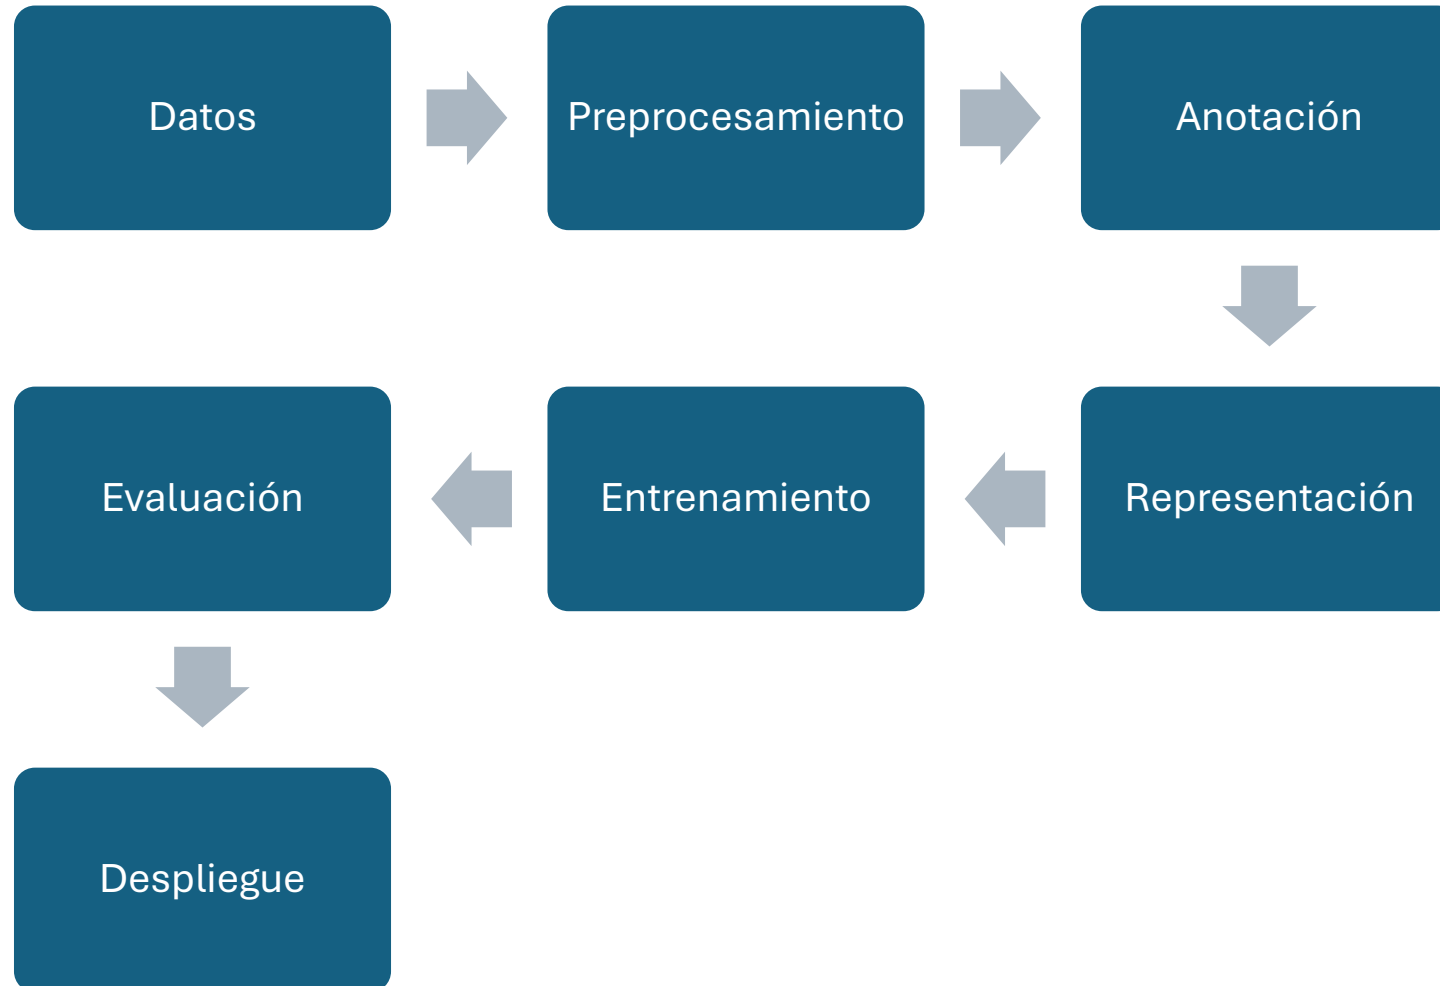 Datos
Preprocesamiento
Anotación
Representación
Entrenamiento
Evaluación
Despliegue